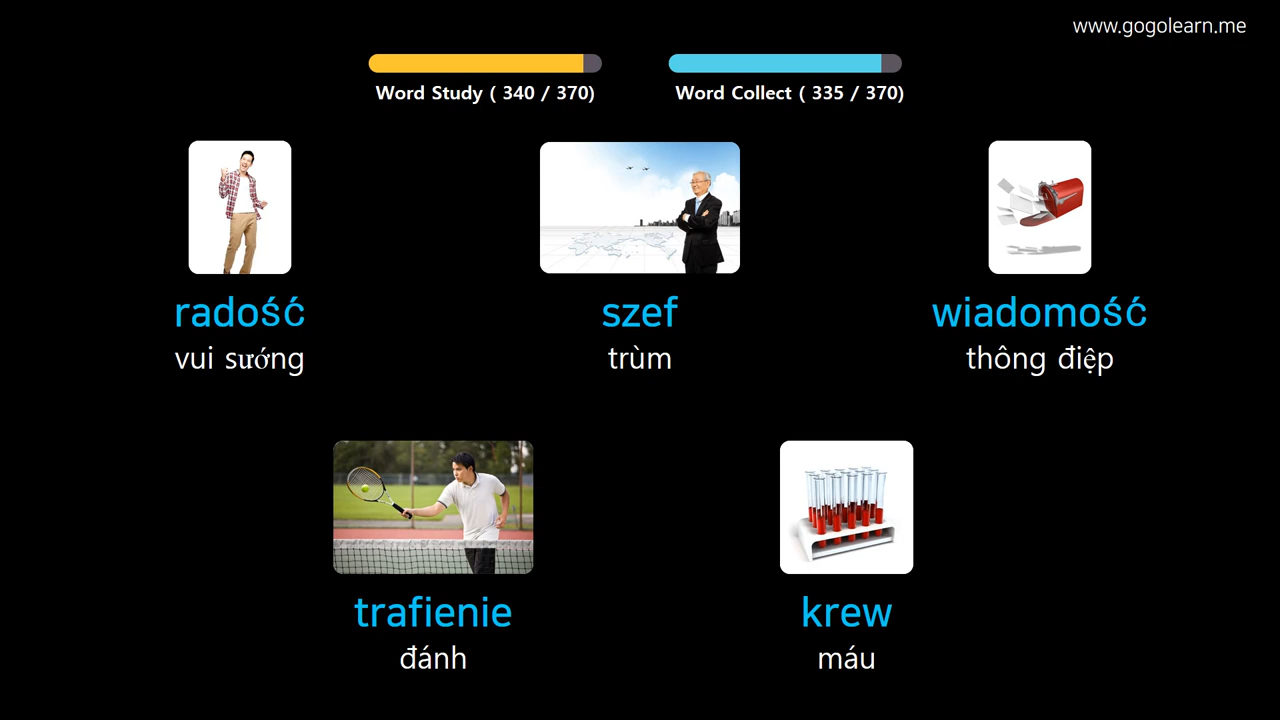 www.gogolearn.me
Word Study ( 340 / 370)
Word Collect ( 335 / 370)
radość
szef
wiadomość
vui sướng
trùm
thông điệp
trafienie
krew
đánh
máu